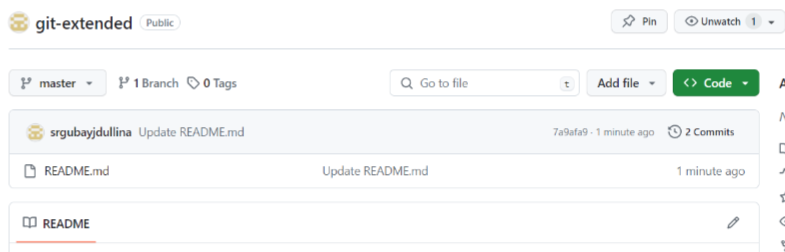 git-extended Public Pin Unwatch 1
master 1 Branch 0 Tags Go to file t Add file Code
srgubayjdullina Update README.md 7a9afa9 · 1 minute ago 2 Commits
README.md Update README.md 1 minute ago
README